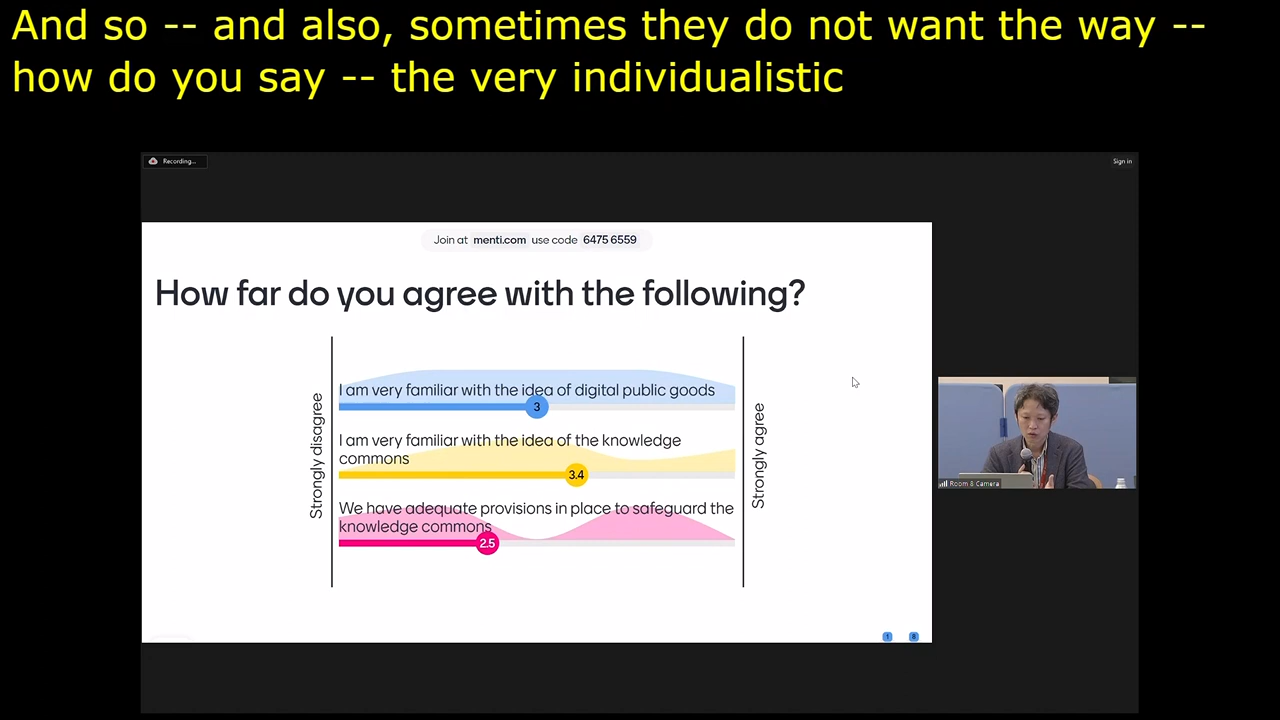 And so -- and also, sometimes they do not want the way --
how do you say -- the very individualistic
Recording...
Sign in
Join at menti.com use code 6475 6559
How far do you agree with the following?
Strongly disagree
I am very familiar with the idea of digital public goods
3
I am very familiar with the idea of the knowledge
commons
3.4
We have adequate provisions in place to safeguard the
knowledge commons
2.5
Strongly agree
Room 8 Camera
1
8